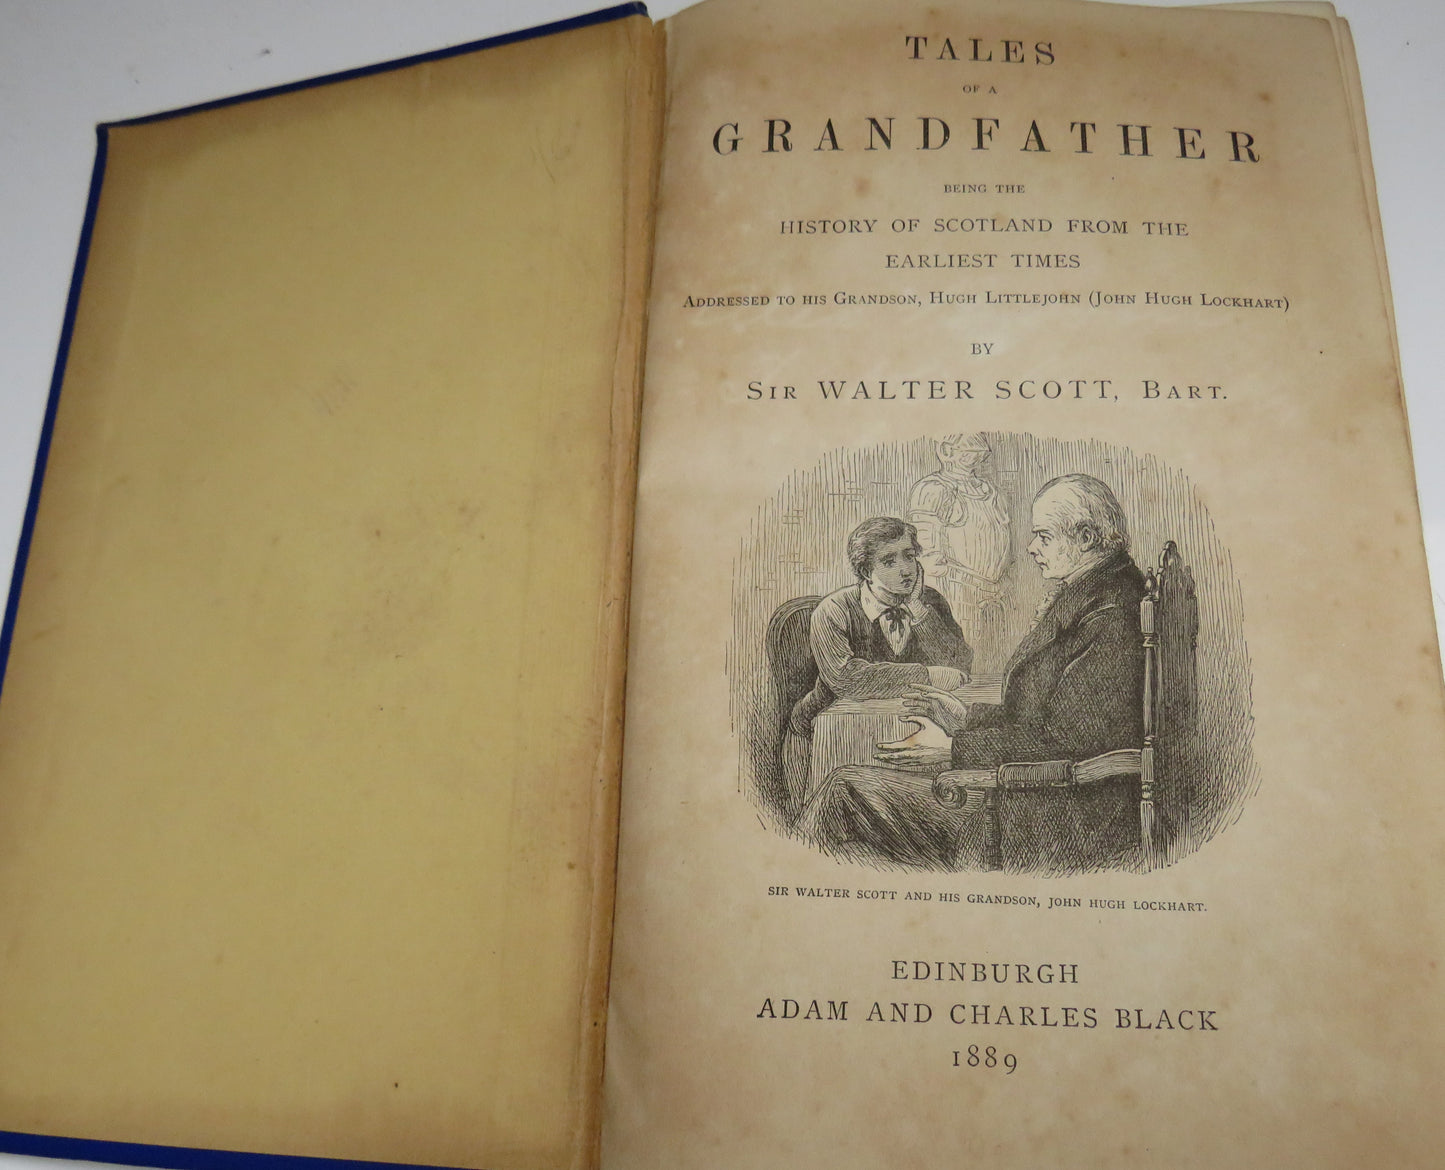 TALES
OF A
GRANDFATHER
BEING THE
HISTORY OF SCOTLAND FROM THE
EARLIEST TIMES
ADDRESSED TO HIS GRANDSON, HUGH LITTLEJOHN (JOHN HUGH LOCKHART)
BY
SIR WALTER SCOTT, BART.
SIR WALTER SCOTT AND HIS GRANDSON, JOHN HUGH LOCKHART.
EDINBURGH
ADAM AND CHARLES BLACK
1889